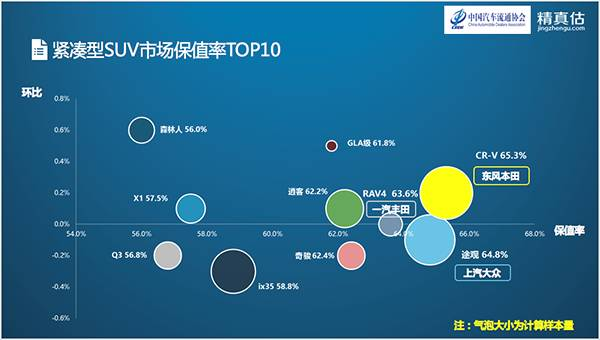 中国汽车流通协会
China Automobile Dealers Association
CADA
精真估
jingzhengu.com
紧凑型SUV市场保值率TOP10
环比
0.8%
0.6%
0.4%
0.2%
0.0%
-0.2%
-0.4%
-0.6%
54.0%
56.0%
58.0%
60.0%
62.0%
64.0%
66.0%
68.0%
保值率
森林人 56.0%
GLA级 61.8%
CR-V 65.3%
东风本田
X1 57.5%
逍客 62.2%
RAV4 63.6%
一汽丰田
Q3 56.8%
ix35 58.8%
奇骏 62.4%
途观 64.8%
上汽大众
注：气泡大小为计算样本量